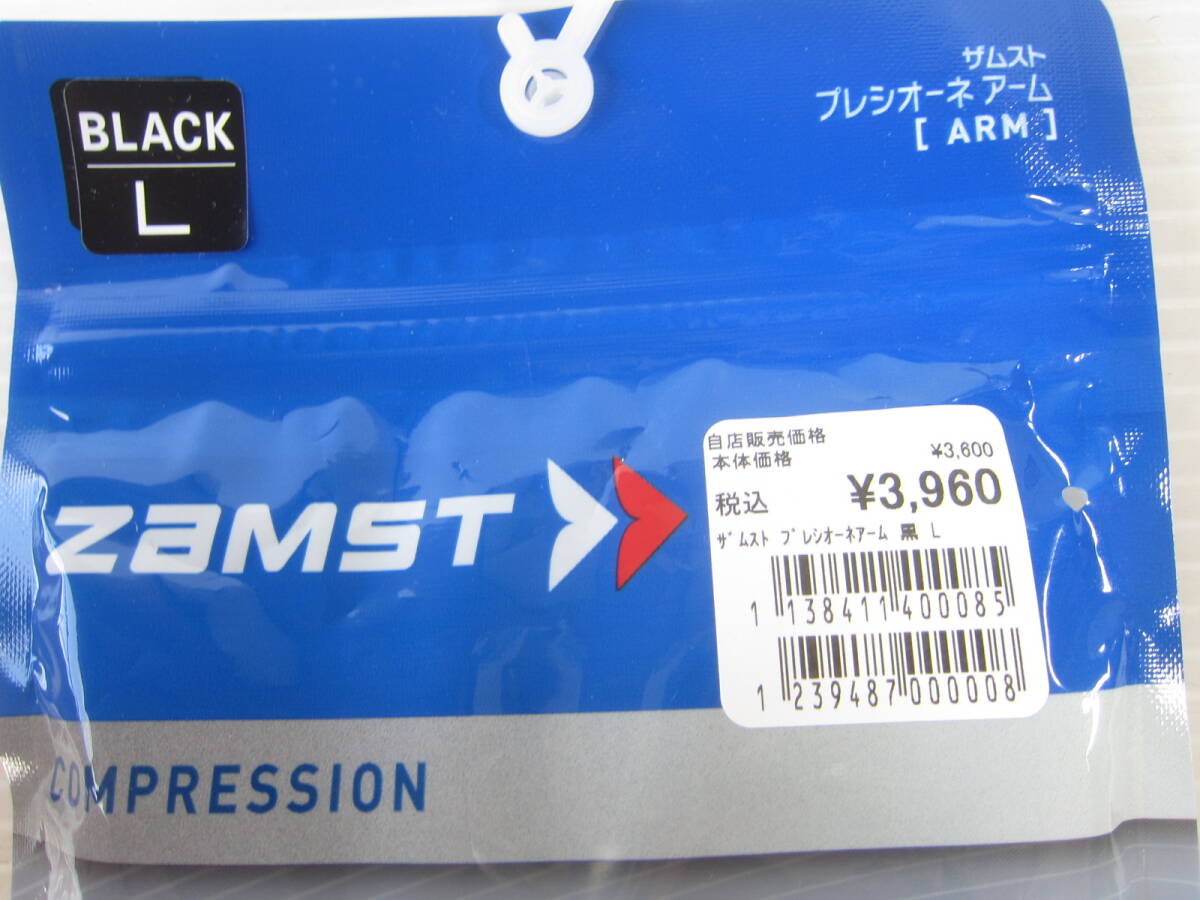 BLACK
L
ザムスト
プレシオーネ アーム
[ ARM ]
ZAMST
自店販売価格
本体価格 ¥3,600
税込 ¥3,960
ｻﾞﾑｽﾄ ﾌﾟﾚｼｵｰﾈｱｰﾑ 黒 L
1 138411 400085
1 239487 000008
COMPRESSION